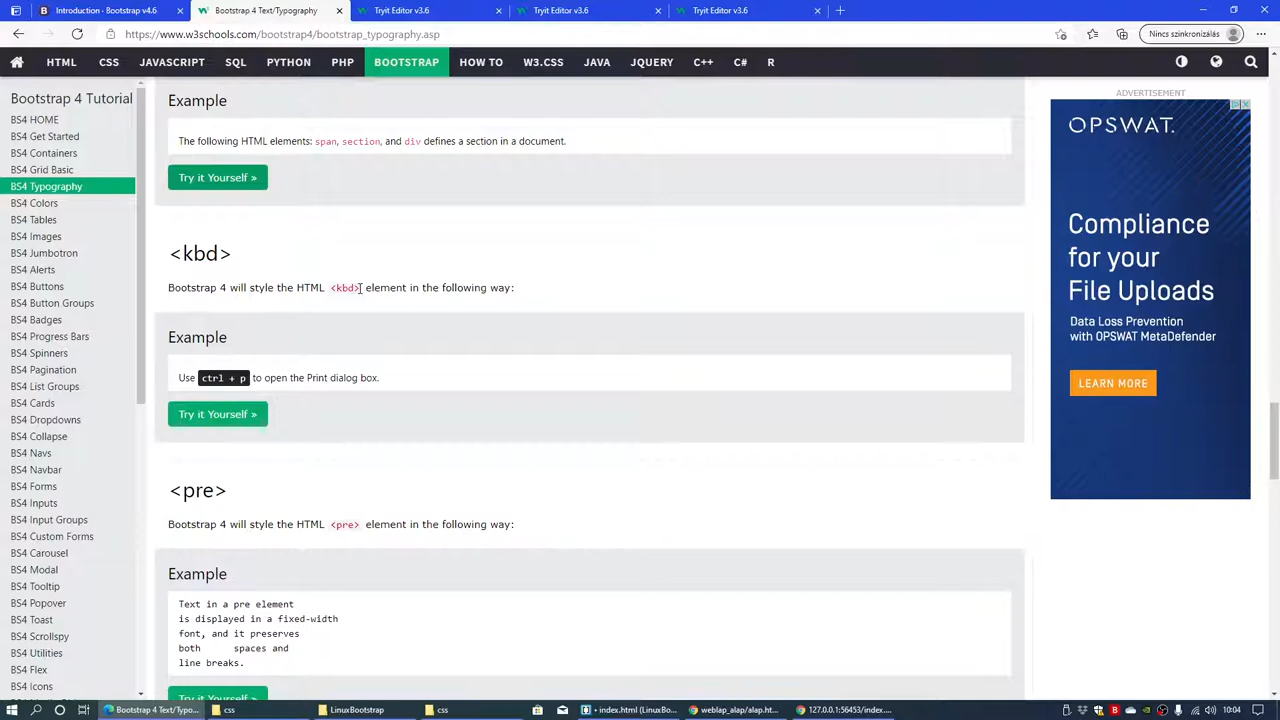 Introduction · Bootstrap v4.6
Bootstrap 4 Text/Typography
Tryit Editor v3.6
Tryit Editor v3.6
Tryit Editor v3.6
https://www.w3schools.com/bootstrap4/bootstrap_typography.asp
Nincs szinkronizálás
HTML CSS JAVASCRIPT SQL PYTHON PHP BOOTSTRAP HOW TO W3.CSS JAVA JQUERY C++ C# R
Bootstrap 4 Tutorial
BS4 HOME
BS4 Get Started
BS4 Containers
BS4 Grid Basic
BS4 Typography
BS4 Colors
BS4 Tables
BS4 Images
BS4 Jumbotron
BS4 Alerts
BS4 Buttons
BS4 Button Groups
BS4 Badges
BS4 Progress Bars
BS4 Spinners
BS4 Pagination
BS4 List Groups
BS4 Cards
BS4 Dropdowns
BS4 Collapse
BS4 Navs
BS4 Navbar
BS4 Forms
BS4 Inputs
BS4 Input Groups
BS4 Custom Forms
BS4 Carousel
BS4 Modal
BS4 Tooltip
BS4 Popover
BS4 Toast
BS4 Scrollspy
BS4 Utilities
BS4 Flex
BS4 Icons
Example
The following HTML elements: span, section, and div defines a section in a document.
Try it Yourself »
<kbd>
Bootstrap 4 will style the HTML <kbd> element in the following way:
Example
Use ctrl + p to open the Print dialog box.
Try it Yourself »
<pre>
Bootstrap 4 will style the HTML <pre> element in the following way:
Example
Text in a pre element
is displayed in a fixed-width
font, and it preserves
both      spaces and
line breaks.
Try it Yourself »
ADVERTISEMENT
OPSWAT.
Compliance
for your
File Uploads
Data Loss Prevention
with OPSWAT MetaDefender
LEARN MORE
Bootstrap 4 Text/Typo...
css
LinuxBootstrap
css
• index.html (LinuxBo...
weblap_alap/alap.ht...
127.0.0.1:56453/index....
10:04